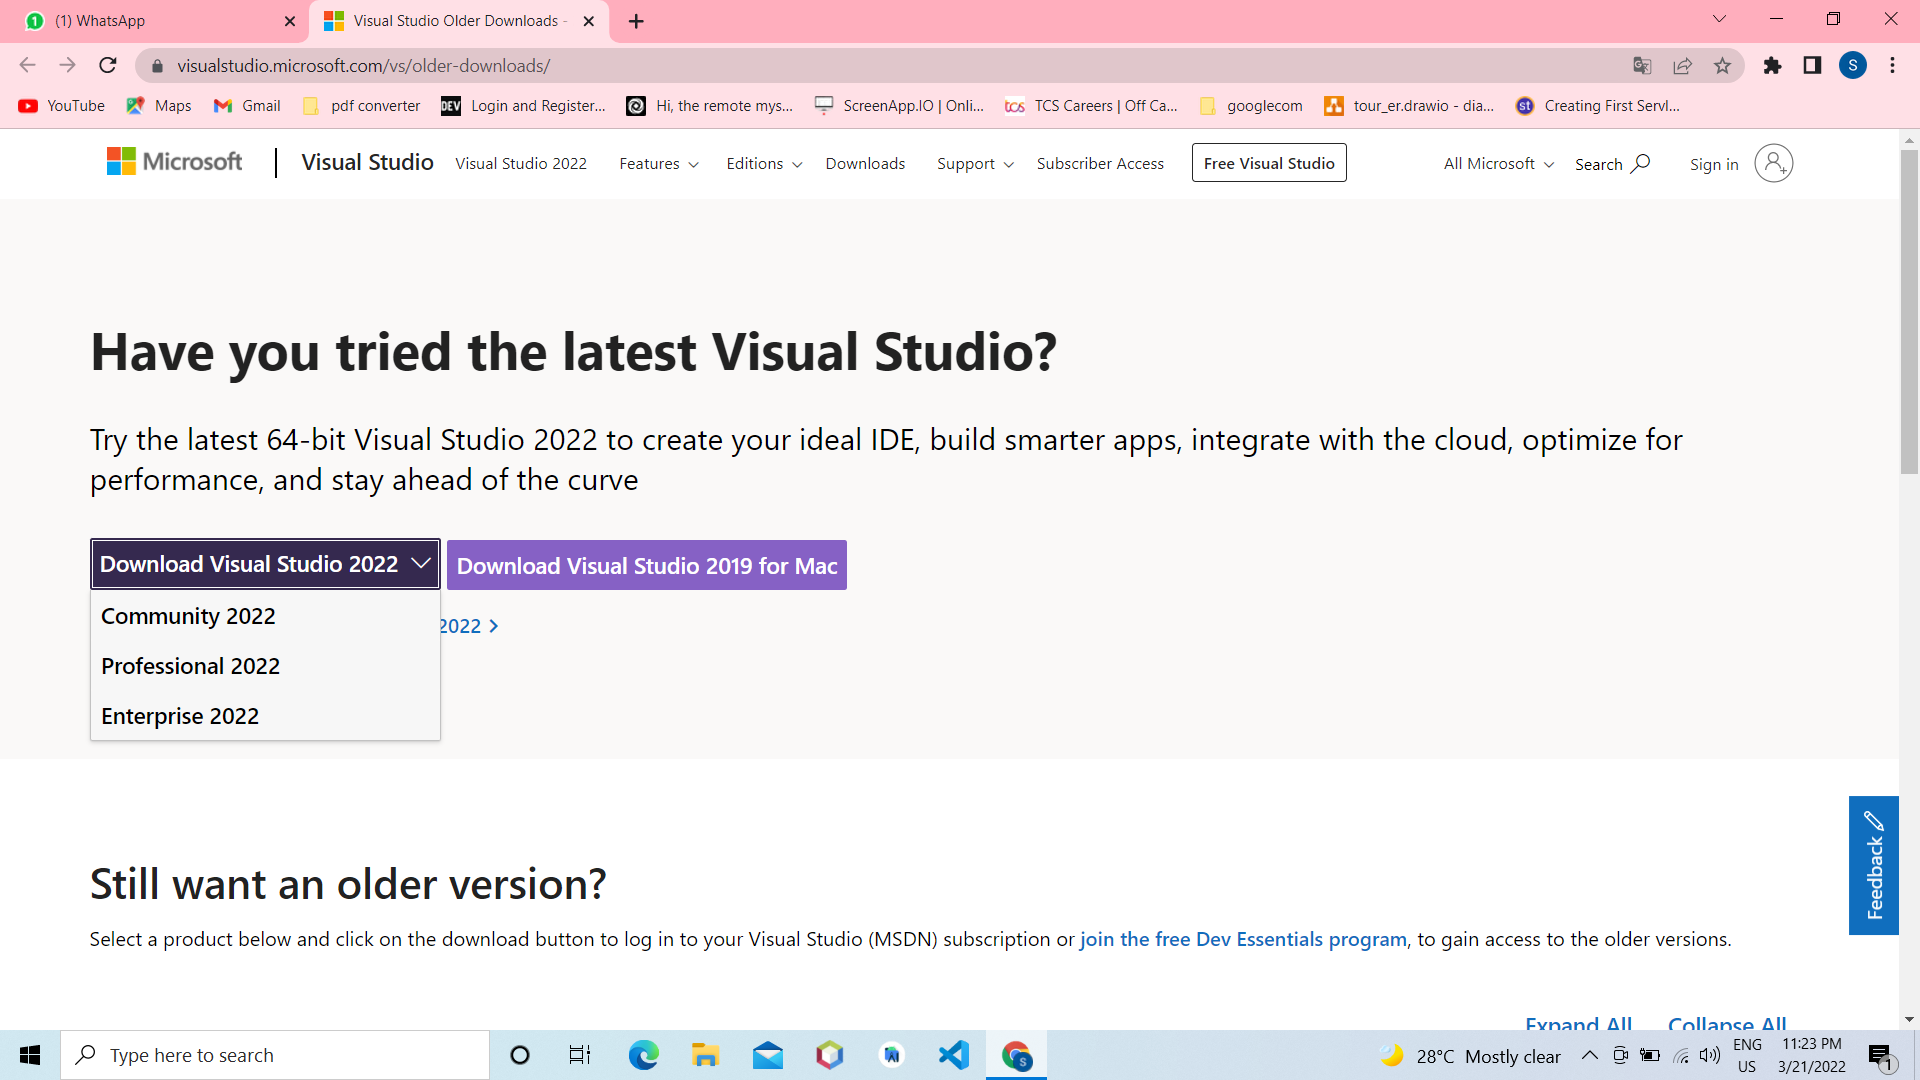 (1) WhatsApp
Visual Studio Older Downloads -
visualstudio.microsoft.com/vs/older-downloads/
S
YouTube Maps Gmail pdf converter DEV Login and Register... Hi, the remote mys... ScreenApp.IO | Onli... tcs TCS Careers | Off Ca... googlecom tour_er.drawio - dia... st Creating First Servl...
Microsoft Visual Studio Visual Studio 2022 Features Editions Downloads Support Subscriber Access Free Visual Studio All Microsoft Search Sign in
Have you tried the latest Visual Studio?
Try the latest 64-bit Visual Studio 2022 to create your ideal IDE, build smarter apps, integrate with the cloud, optimize for
performance, and stay ahead of the curve
Download Visual Studio 2022 Download Visual Studio 2019 for Mac
Community 2022
2022
Professional 2022
Enterprise 2022
Feedback
Still want an older version?
Select a product below and click on the download button to log in to your Visual Studio (MSDN) subscription or join the free Dev Essentials program, to gain access to the older versions.
Expand All Collapse All
Type here to search
S
28°C Mostly clear
ENG
US
11:23 PM
3/21/2022
1